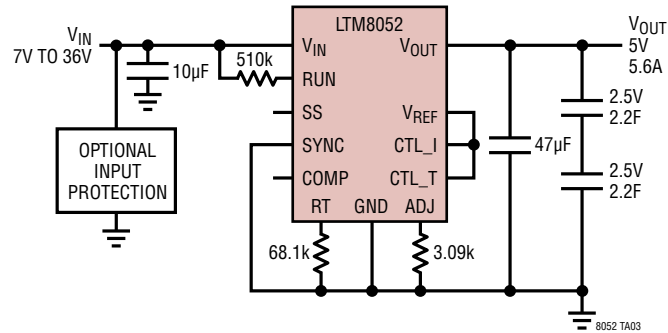 LTM8052
VIN
7V TO 36V
10µF
510k
VIN
RUN
SS
SYNC
COMP
RT
GND
ADJ
VOUT
VREF
CTL_I
CTL_T
VOUT
5V
5.6A
47µF
2.5V
2.2F
2.5V
2.2F
OPTIONAL
INPUT
PROTECTION
68.1k
3.09k
8052 TA03